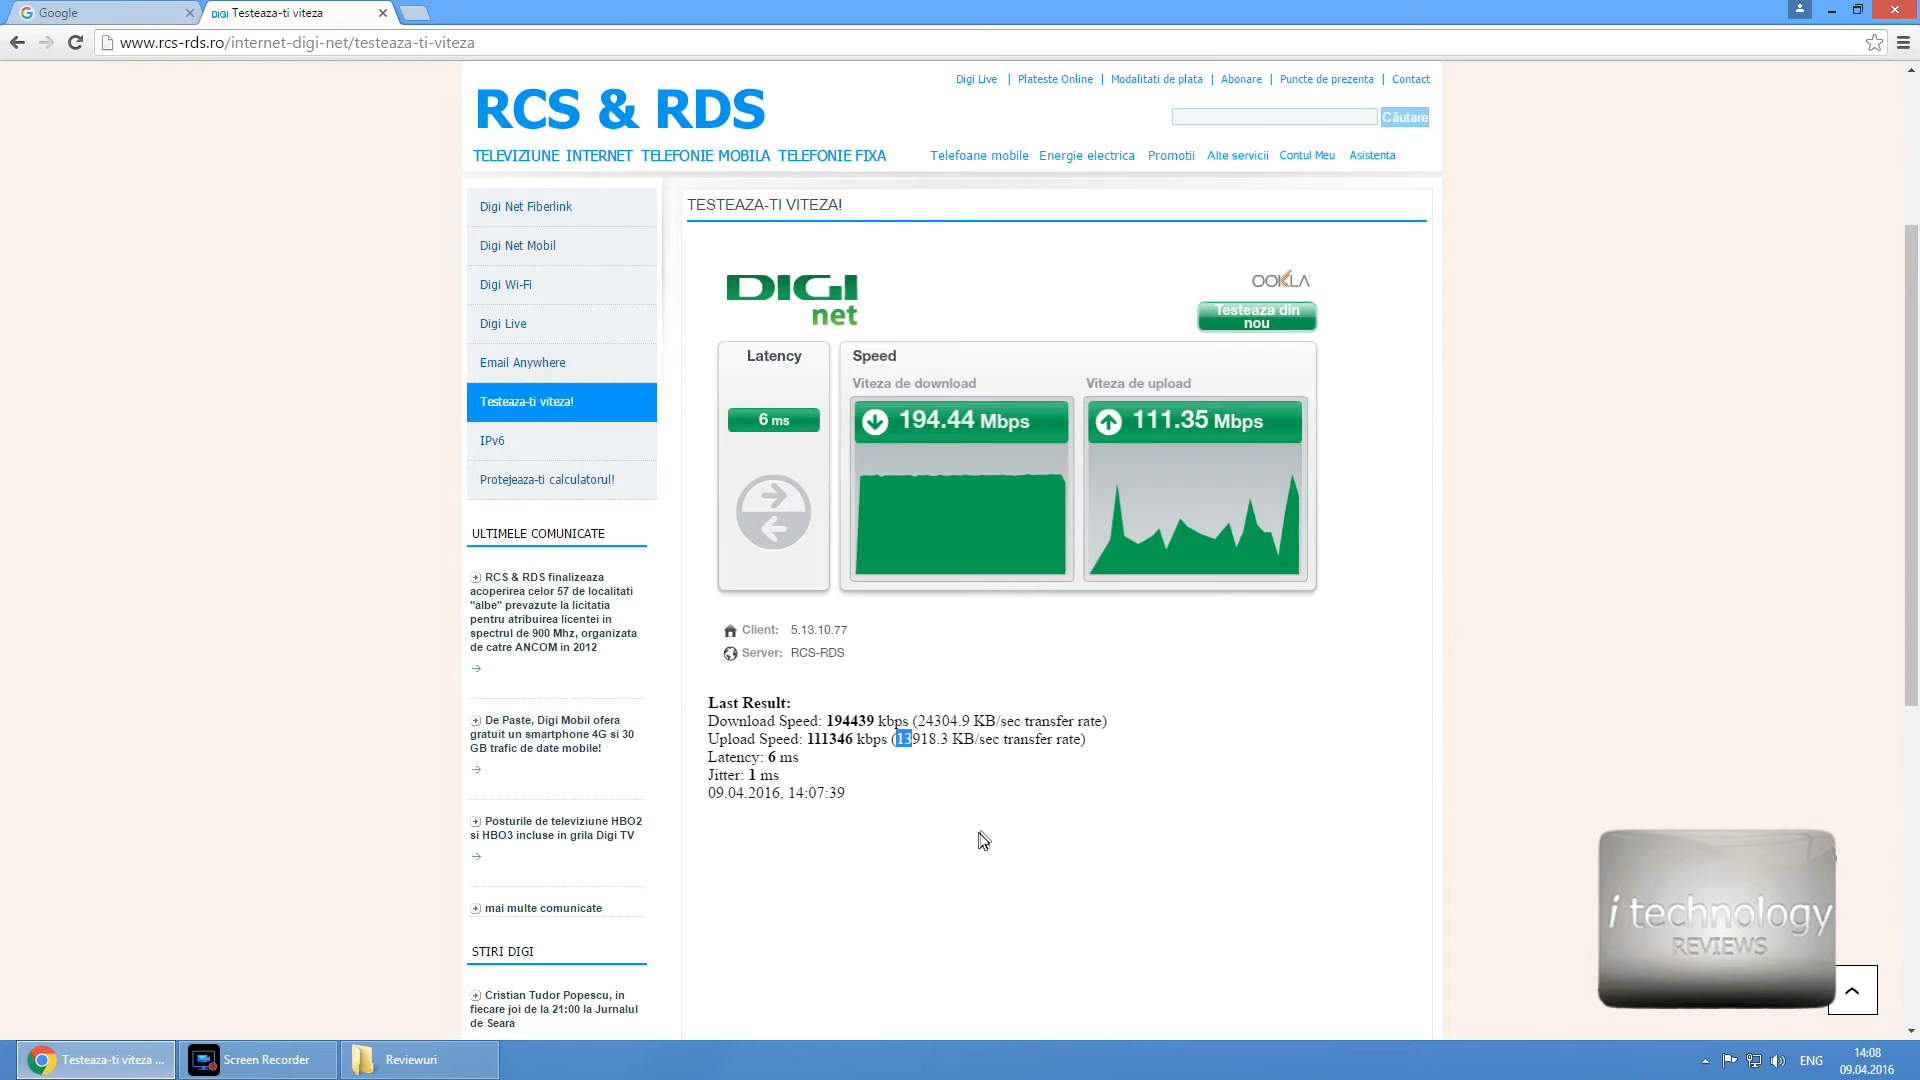 Google
DIGI Testeaza-ti viteza
www.rcs-rds.ro/internet-digi-net/testeaza-ti-viteza
Digi Live | Plateste Online | Modalitati de plata | Abonare | Puncte de prezenta | Contact
RCS & RDS
Căutare
TELEVIZIUNE INTERNET TELEFONIE MOBILA TELEFONIE FIXA
Telefoane mobile Energie electrica Promotii Alte servicii Contul Meu Asistenta
Digi Net Fiberlink
Digi Net Mobil
Digi Wi-Fi
Digi Live
Email Anywhere
Testeaza-ti viteza!
IPv6
Protejeaza-ti calculatorul!
ULTIMELE COMUNICATE
RCS & RDS finalizeaza
acoperirea celor 57 de localitati
"albe" prevazute la licitatia
pentru atribuirea licentei in
spectrul de 900 Mhz, organizata
de catre ANCOM in 2012
De Paste, Digi Mobil ofera
gratuit un smartphone 4G si 30
GB trafic de date mobile!
Posturile de televiziune HBO2
si HBO3 incluse in grila Digi TV
mai multe comunicate
STIRI DIGI
Cristian Tudor Popescu, in
fiecare joi de la 21:00 la Jurnalul
de Seara
TESTEAZA-TI VITEZA!
DIGI
net
OOKLA
Testeaza din
nou
Latency
6 ms
Speed
Viteza de download
194.44 Mbps
Viteza de upload
111.35 Mbps
Client: 5.13.10.77
Server: RCS-RDS
Last Result:
Download Speed: 194439 kbps (24304.9 KB/sec transfer rate)
Upload Speed: 111346 kbps (13918.3 KB/sec transfer rate)
Latency: 6 ms
Jitter: 1 ms
09.04.2016, 14:07:39
i technology
REVIEWS
Testeaza-ti viteza ...
Screen Recorder
Reviewuri
ENG
14:08
09.04.2016